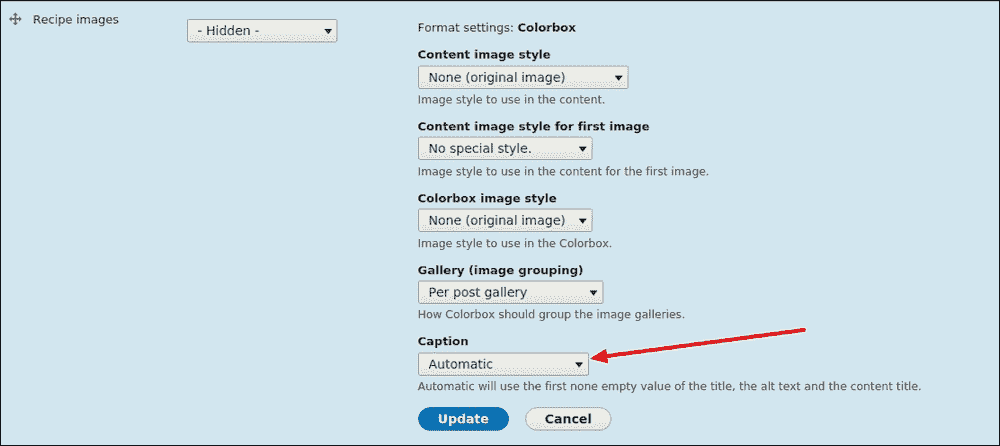 Recipe images
- Hidden -
Format settings: Colorbox
Content image style
None (original image)
Image style to use in the content.
Content image style for first image
No special style.
Image style to use in the content for the first image.
Colorbox image style
None (original image)
Image style to use in the Colorbox.
Gallery (image grouping)
Per post gallery
How Colorbox should group the image galleries.
Caption
Automatic
Automatic will use the first none empty value of the title, the alt text and the content title.
Update Cancel